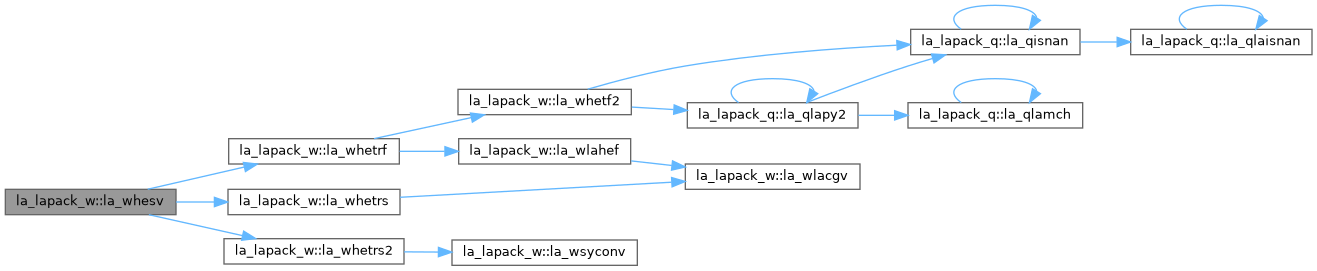 la_lapack_w::la_whesv
la_lapack_w::la_whetrf
la_lapack_w::la_whetf2
la_lapack_q::la_qisnan
la_lapack_q::la_qlaisnan
la_lapack_q::la_qlapy2
la_lapack_q::la_qlamch
la_lapack_w::la_wlahef
la_lapack_w::la_wlacgv
la_lapack_w::la_whetrs
la_lapack_w::la_whetrs2
la_lapack_w::la_wsyconv